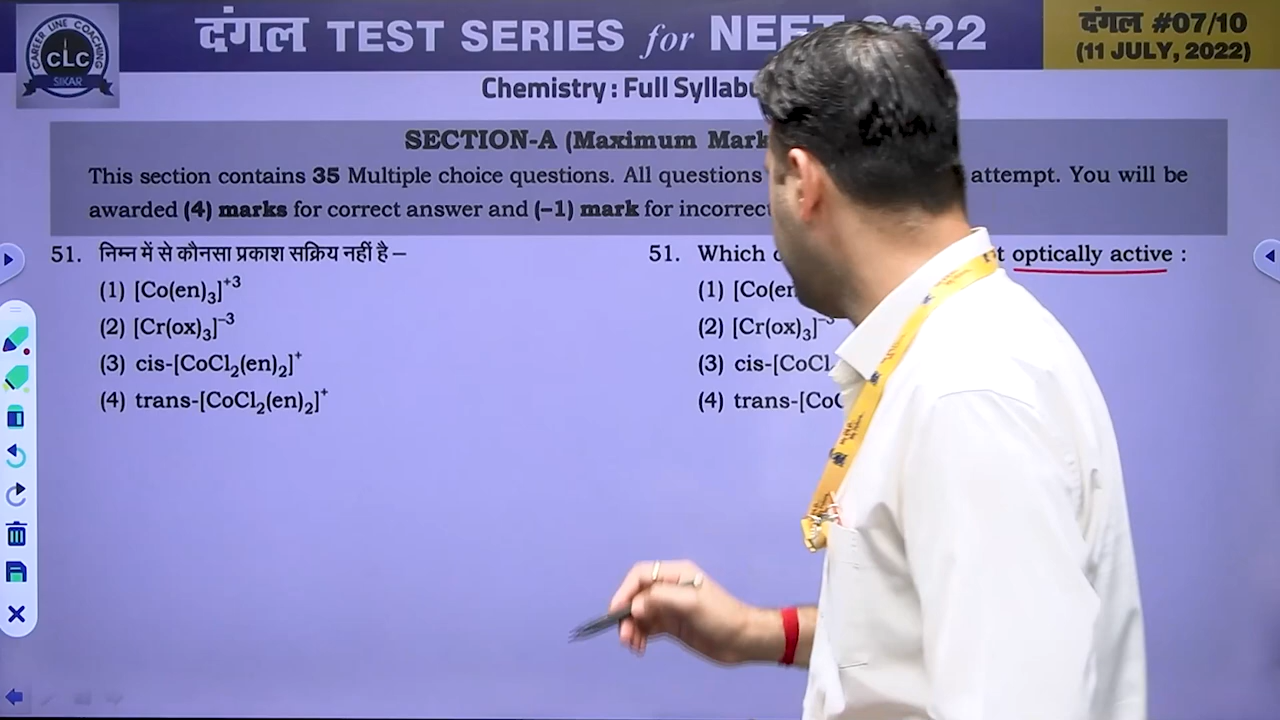 दंगल TEST SERIES for NEET 2022
दंगल #07/10
(11 JULY, 2022)
CAREER LINE COACHING
CLC
SIKAR
Chemistry : Full
SECTION-A (Maximum
This section contains 35 Multiple choice questions. All questions attempt. You will be
awarded (4) marks for correct answer and (–1) mark for
51. निम्न में से कौनसा प्रकाश सक्रिय नहीं है –
(1) [Co(en)₃]⁺³
(2) [Cr(ox)₃]⁻³
(3) cis-[CoCl₂(en)₂]⁺
(4) trans-[CoCl₂(en)₂]⁺
51. Which optically active :
(1) [Co(en
(2) [Cr(ox)₃]⁻³
(3) cis-[CoCl
(4) trans-[Co